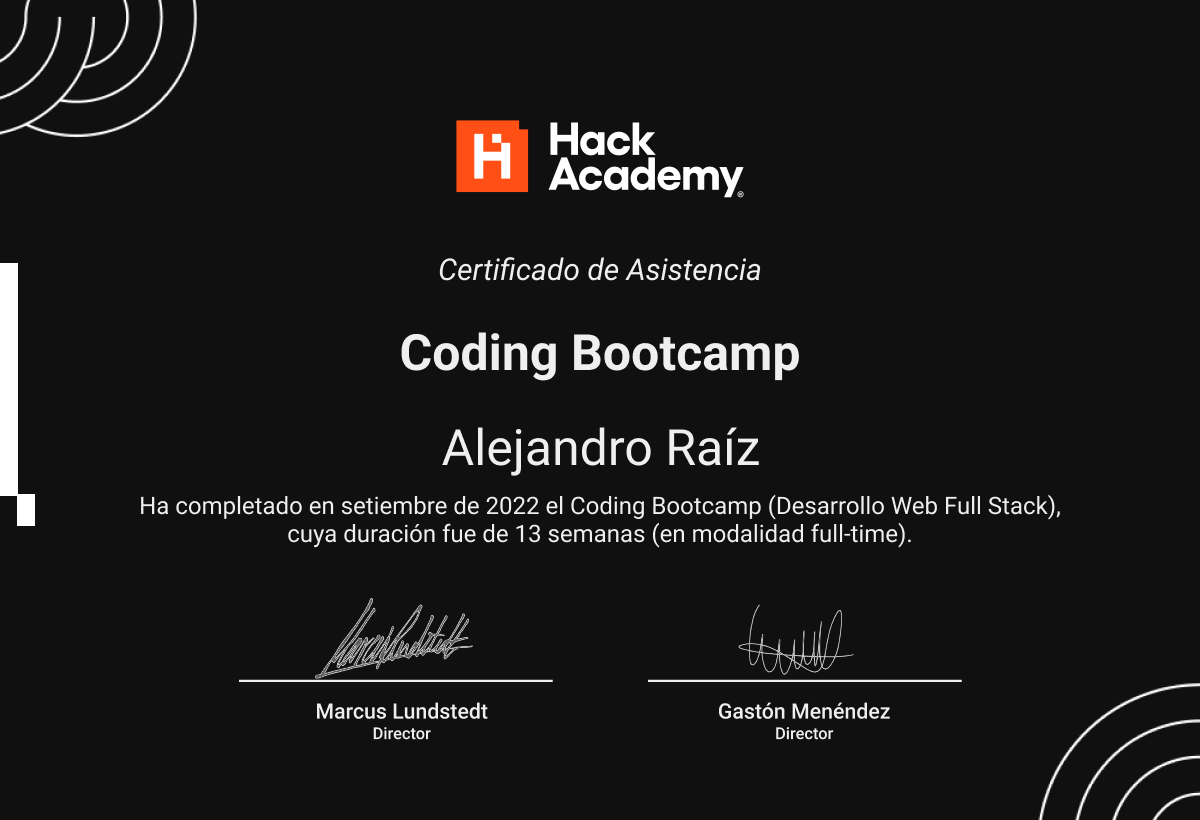 Hack
Academy®
Certificado de Asistencia
Coding Bootcamp
Alejandro Raíz
Ha completado en setiembre de 2022 el Coding Bootcamp (Desarrollo Web Full Stack),
cuya duración fue de 13 semanas (en modalidad full-time).
Marcus Lundstedt
Director
Gastón Menéndez
Director